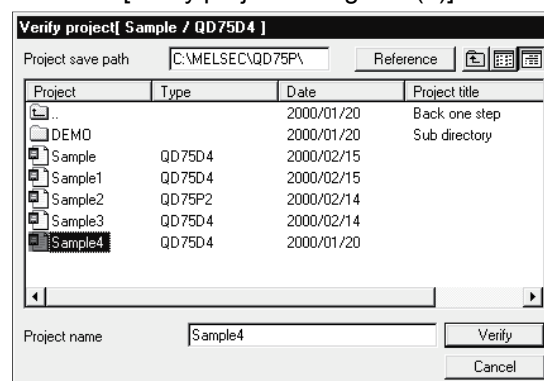 Verify project[ Sample / QD75D4 ]
Project save path C:\MELSEC\QD75P\ Reference
Project Type Date Project title
.. 2000/01/20 Back one step
DEMO 2000/01/20 Sub directory
Sample QD75D4 2000/02/15
Sample1 QD75D4 2000/02/15
Sample2 QD75P2 2000/02/14
Sample3 QD75D4 2000/02/14
Sample4 QD75D4 2000/01/20
Project name Sample4 Verify
Cancel